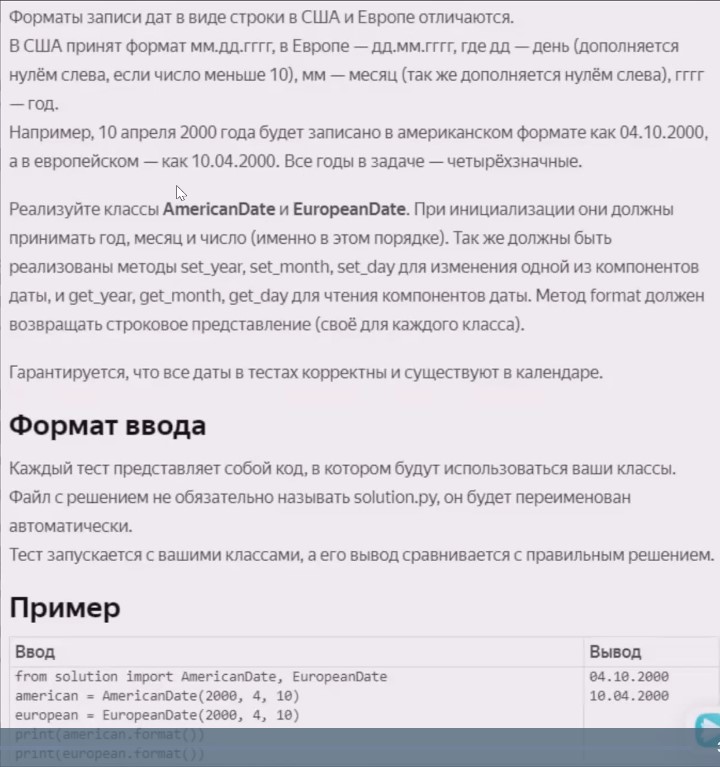 Форматы записи дат в виде строки в США и Европе отличаются.
В США принят формат мм.дд.гггг, в Европе — дд.мм.гггг, где дд — день (дополняется
нулём слева, если число меньше 10), мм — месяц (так же дополняется нулём слева), гггг
— год.
Например, 10 апреля 2000 года будет записано в американском формате как 04.10.2000,
а в европейском — как 10.04.2000. Все годы в задаче — четырёхзначные.
Реализуйте классы AmericanDate и EuropeanDate. При инициализации они должны
принимать год, месяц и число (именно в этом порядке). Так же должны быть
реализованы методы set_year, set_month, set_day для изменения одной из компонентов
даты, и get_year, get_month, get_day для чтения компонентов даты. Метод format должен
возвращать строковое представление (своё для каждого класса).
Гарантируется, что все даты в тестах корректны и существуют в календаре.
Формат ввода
Каждый тест представляет собой код, в котором будут использоваться ваши классы.
Файл с решением не обязательно называть solution.py, он будет переименован
автоматически.
Тест запускается с вашими классами, а его вывод сравнивается с правильным решением.
Пример
Ввод Вывод
from solution import AmericanDate, EuropeanDate 04.10.2000
american = AmericanDate(2000, 4, 10) 10.04.2000
european = EuropeanDate(2000, 4, 10)
print(american.format())
print(european.format())